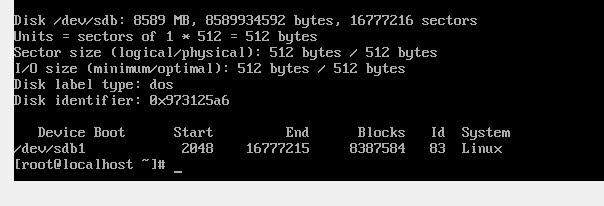 Disk /dev/sdb: 8589 MB, 8589934592 bytes, 16777216 sectors
Units = sectors of 1 * 512 = 512 bytes
Sector size (logical/physical): 512 bytes / 512 bytes
I/O size (minimum/optimal): 512 bytes / 512 bytes
Disk label type: dos
Disk identifier: 0x973125a6
Device Boot Start End Blocks Id System
/dev/sdb1 2048 16777215 8387584 83 Linux
[root@localhost ~]# _